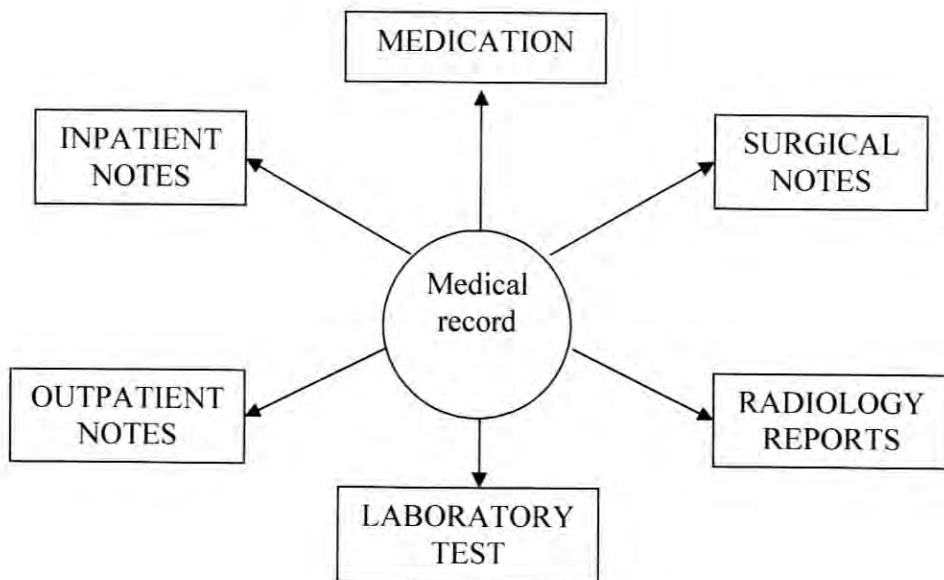 MEDICATION
INPATIENT
NOTES
SURGICAL
NOTES
Medical
record
OUTPATIENT
NOTES
RADIOLOGY
REPORTS
LABORATORY
TEST